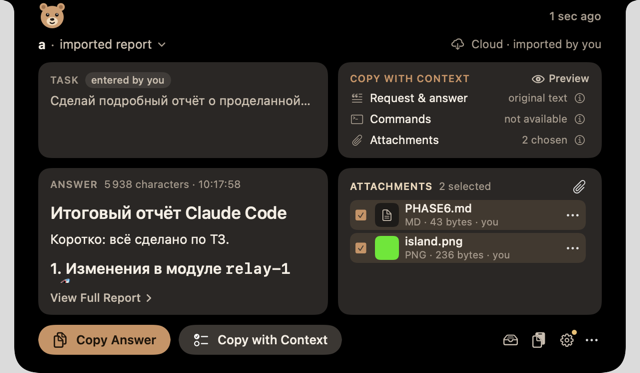 1 sec ago
a · imported report
Cloud · imported by you
TASK entered by you
Сделай подробный отчёт о проделанной…
COPY WITH CONTEXT Preview
Request & answer original text
Commands not available
Attachments 2 chosen
ANSWER 5 938 characters · 10:17:58
Итоговый отчёт Claude Code
Коротко: всё сделано по ТЗ.
1. Изменения в модуле relay-1
View Full Report
ATTACHMENTS 2 selected
PHASE6.md
MD · 43 bytes · you
island.png
PNG · 236 bytes · you
Copy Answer
Copy with Context